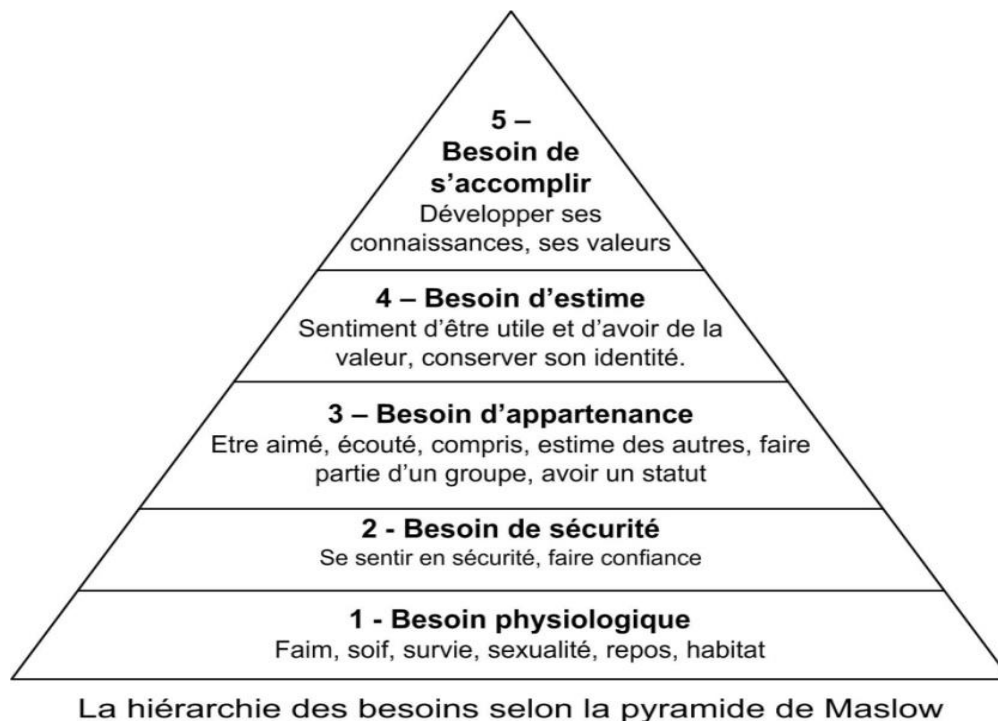 5 –
Besoin de
s’accomplir
Développer ses
connaissances, ses valeurs
4 – Besoin d’estime
Sentiment d’être utile et d’avoir de la
valeur, conserver son identité.
3 – Besoin d’appartenance
Etre aimé, écouté, compris, estime des autres, faire
partie d’un groupe, avoir un statut
2 - Besoin de sécurité
Se sentir en sécurité, faire confiance
1 - Besoin physiologique
Faim, soif, survie, sexualité, repos, habitat
La hiérarchie des besoins selon la pyramide de Maslow